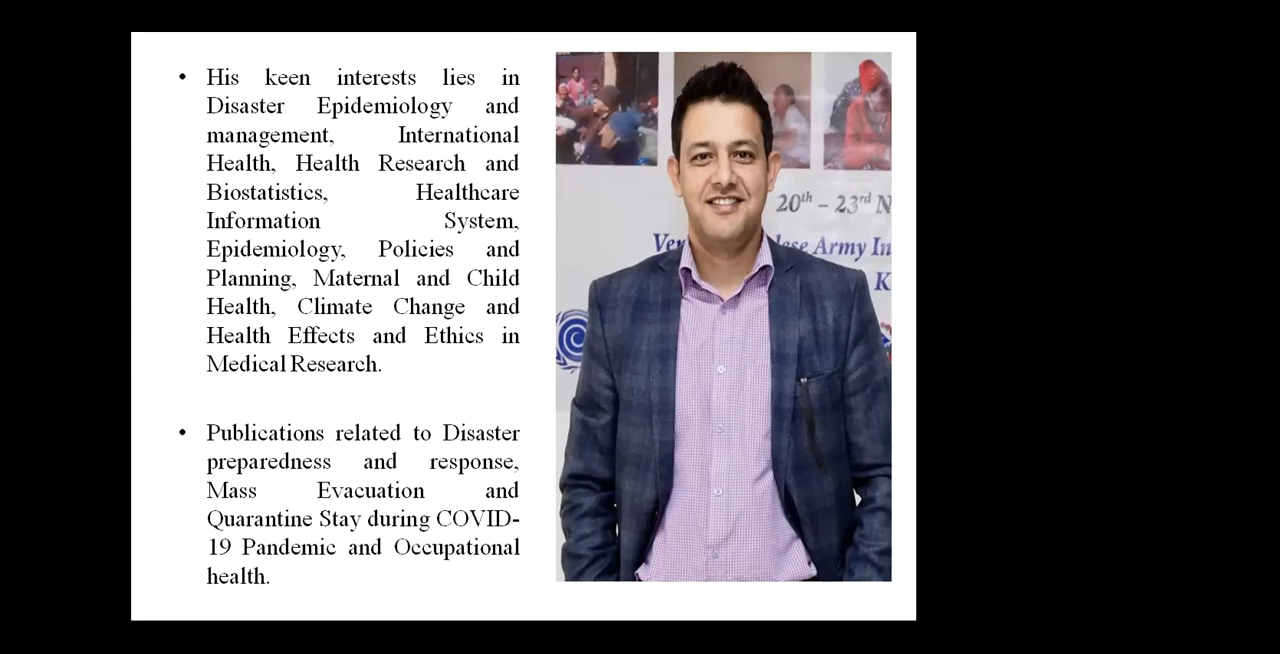 • His keen interests lies in
Disaster Epidemiology and
management, International
Health, Health Research and
Biostatistics, Healthcare
Information System,
Epidemiology, Policies and
Planning, Maternal and Child
Health, Climate Change and
Health Effects and Ethics in
Medical Research.
• Publications related to Disaster
preparedness and response,
Mass Evacuation and
Quarantine Stay during COVID-
19 Pandemic and Occupational
health.
20th – 23rd N
Army In
K